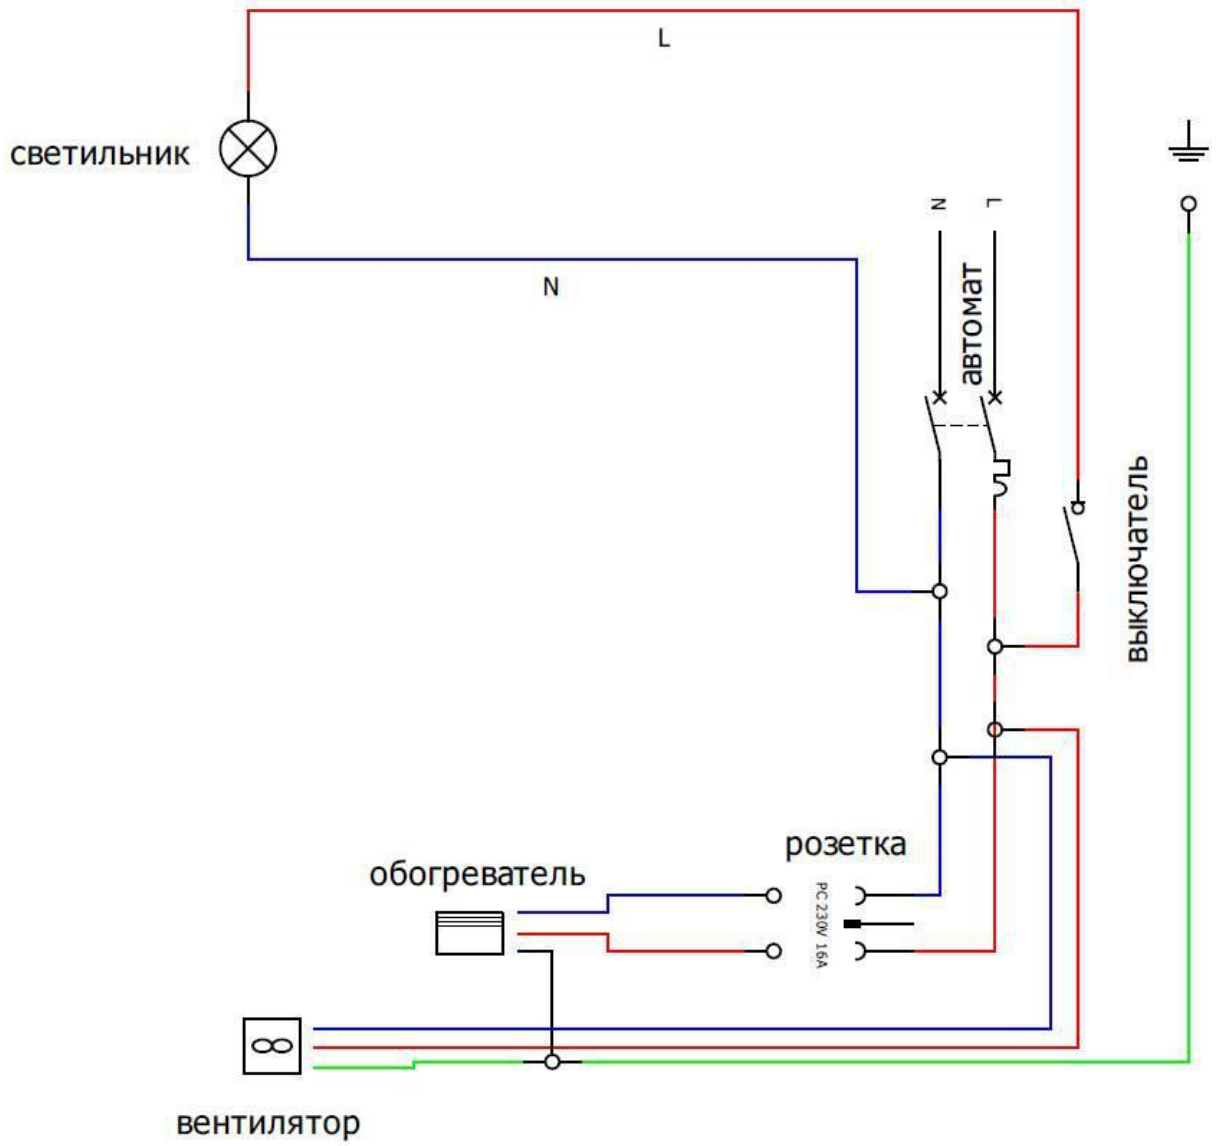 L
светильник
N
L
автомат
N
выключатель
розетка
обогреватель
PC 230V 16A
вентилятор